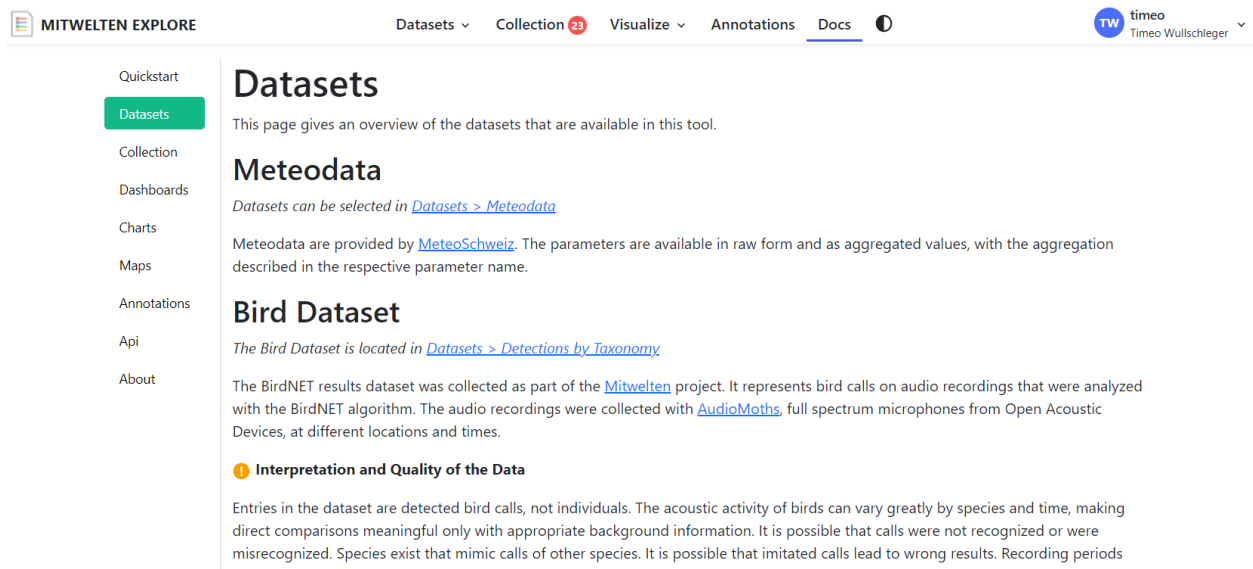 MITWELTEN EXPLORE
Datasets
Collection 23
Visualize
Annotations
Docs
TW
timeo
Timeo Wullschleger
Quickstart
Datasets
Collection
Dashboards
Charts
Maps
Annotations
Api
About
Datasets
This page gives an overview of the datasets that are available in this tool.
Meteodata
Datasets can be selected in Datasets > Meteodata
Meteodata are provided by MeteoSchweiz. The parameters are available in raw form and as aggregated values, with the aggregation
described in the respective parameter name.
Bird Dataset
The Bird Dataset is located in Datasets > Detections by Taxonomy
The BirdNET results dataset was collected as part of the Mitwelten project. It represents bird calls on audio recordings that were analyzed
with the BirdNET algorithm. The audio recordings were collected with AudioMoths, full spectrum microphones from Open Acoustic
Devices, at different locations and times.
Interpretation and Quality of the Data
Entries in the dataset are detected bird calls, not individuals. The acoustic activity of birds can vary greatly by species and time, making
direct comparisons meaningful only with appropriate background information. It is possible that calls were not recognized or were
misrecognized. Species exist that mimic calls of other species. It is possible that imitated calls lead to wrong results. Recording periods